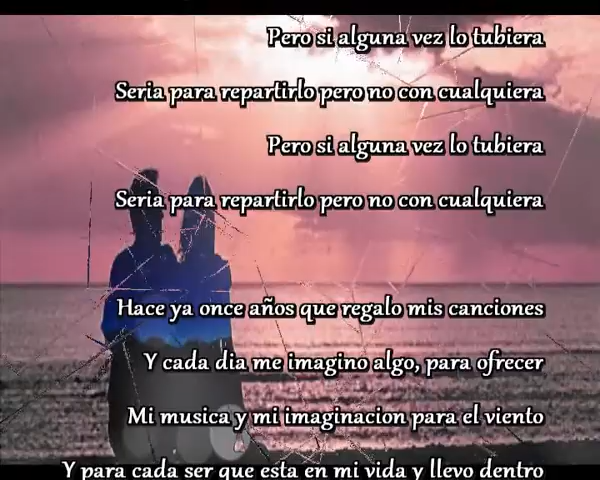 Pero si alguna vez lo tubiera
Seria para repartirlo pero no con cualquiera
Pero si alguna vez lo tubiera
Seria para repartirlo pero no con cualquiera
Hace ya once años que regalo mis canciones
Y cada dia me imagino algo, para ofrecer
Mi musica y mi imaginacion para el viento
Y para cada ser que esta en mi vida y llevo dentro